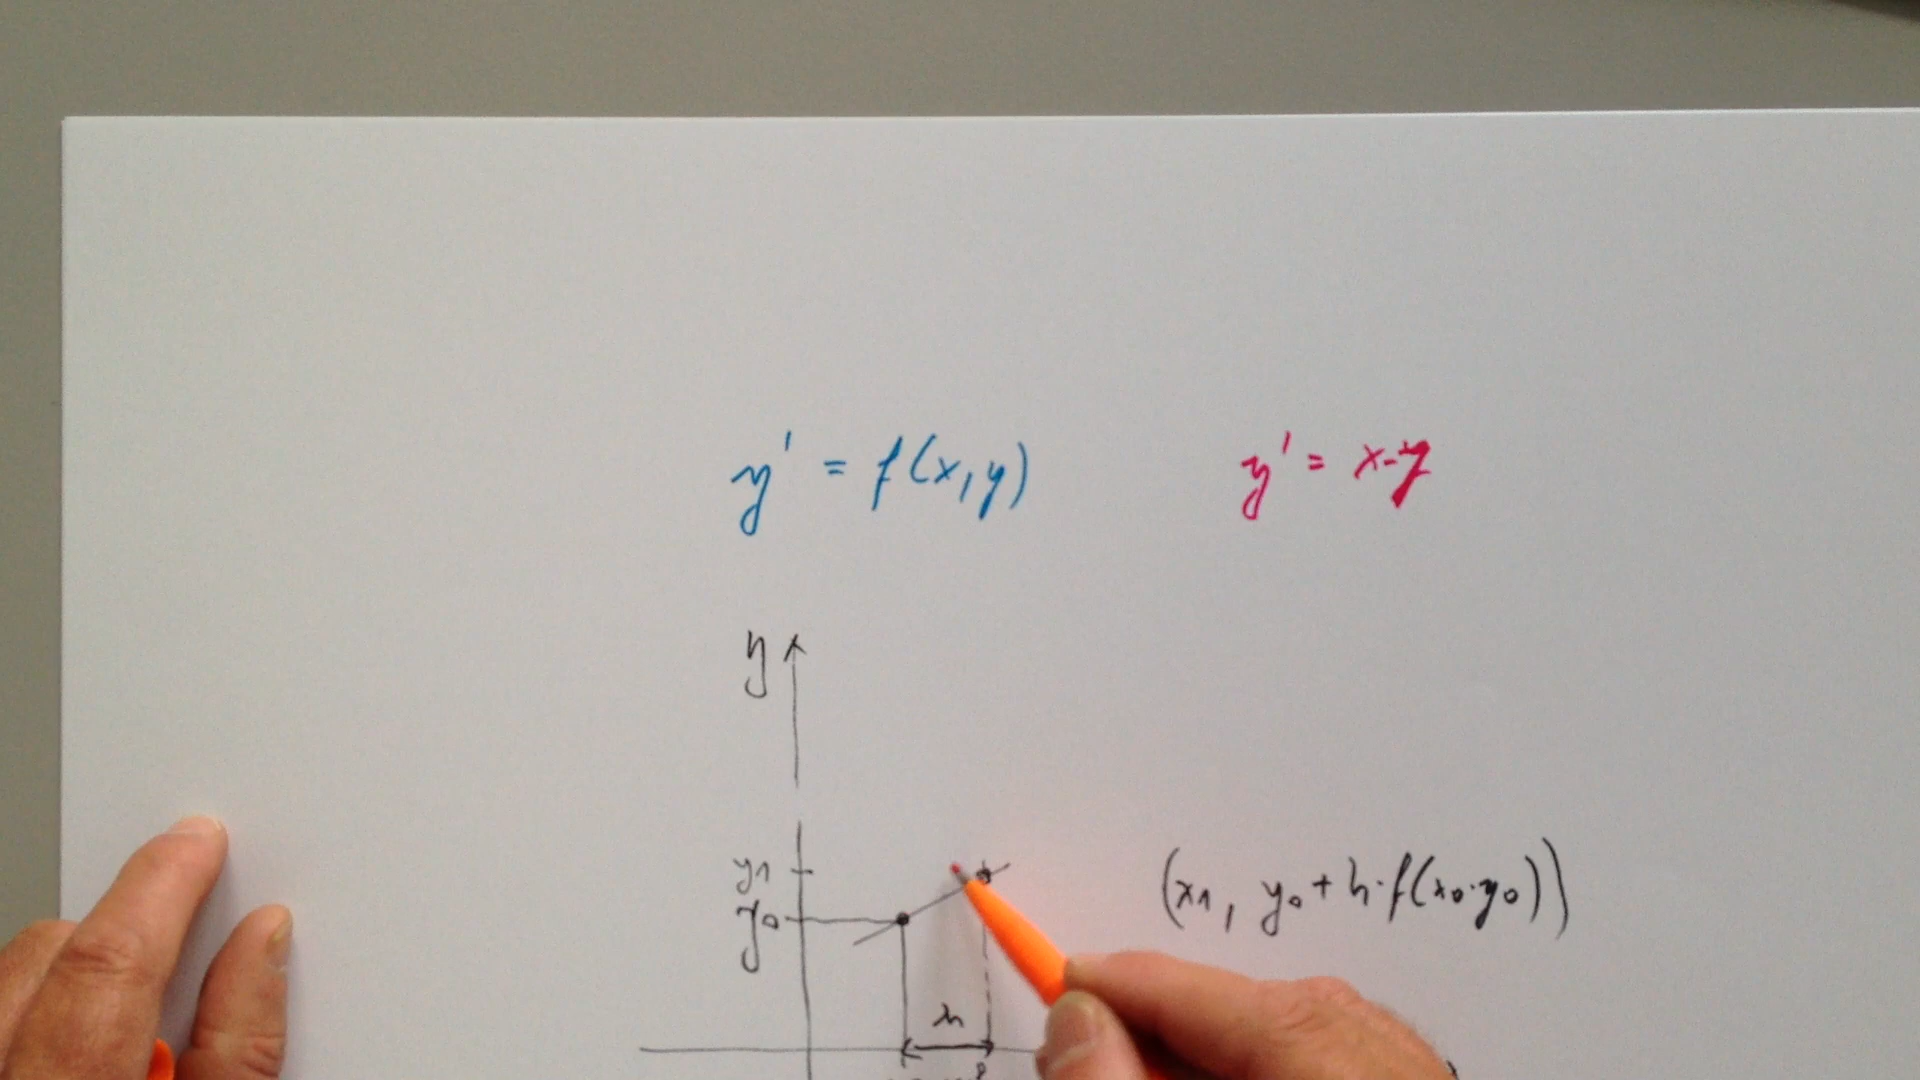 y' = f(x,y)
y' = x-y
y
y1
y0
(x1, y0+h·f(x0·y0))
h